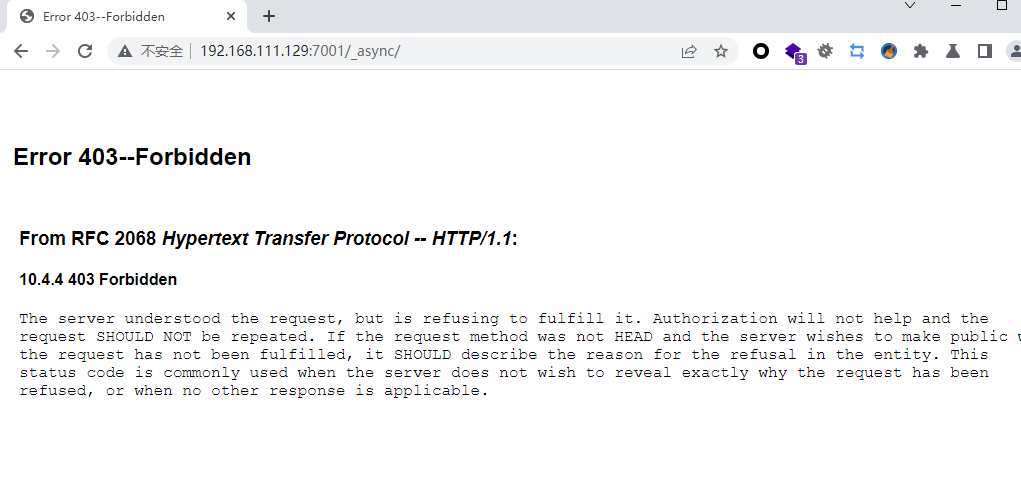 Error 403--Forbidden
不安全 192.168.111.129:7001/_async/
3
Error 403--Forbidden
From RFC 2068 Hypertext Transfer Protocol -- HTTP/1.1:
10.4.4 403 Forbidden
The server understood the request, but is refusing to fulfill it. Authorization will not help and the
request SHOULD NOT be repeated. If the request method was not HEAD and the server wishes to make public
the request has not been fulfilled, it SHOULD describe the reason for the refusal in the entity. This
status code is commonly used when the server does not wish to reveal exactly why the request has been
refused, or when no other response is applicable.